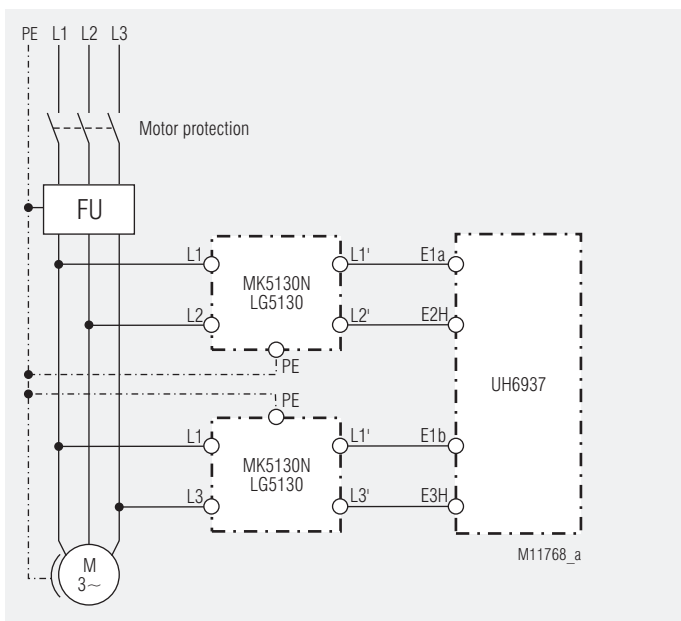 PE L1 L2 L3
Motor protection
FU
L1 L1' E1a
MK5130N
LG5130
L2 L2' E2H
PE
UH6937
PE
L1 L1' E1b
MK5130N
LG5130
L3 L3' E3H
M11768_a
M
3~